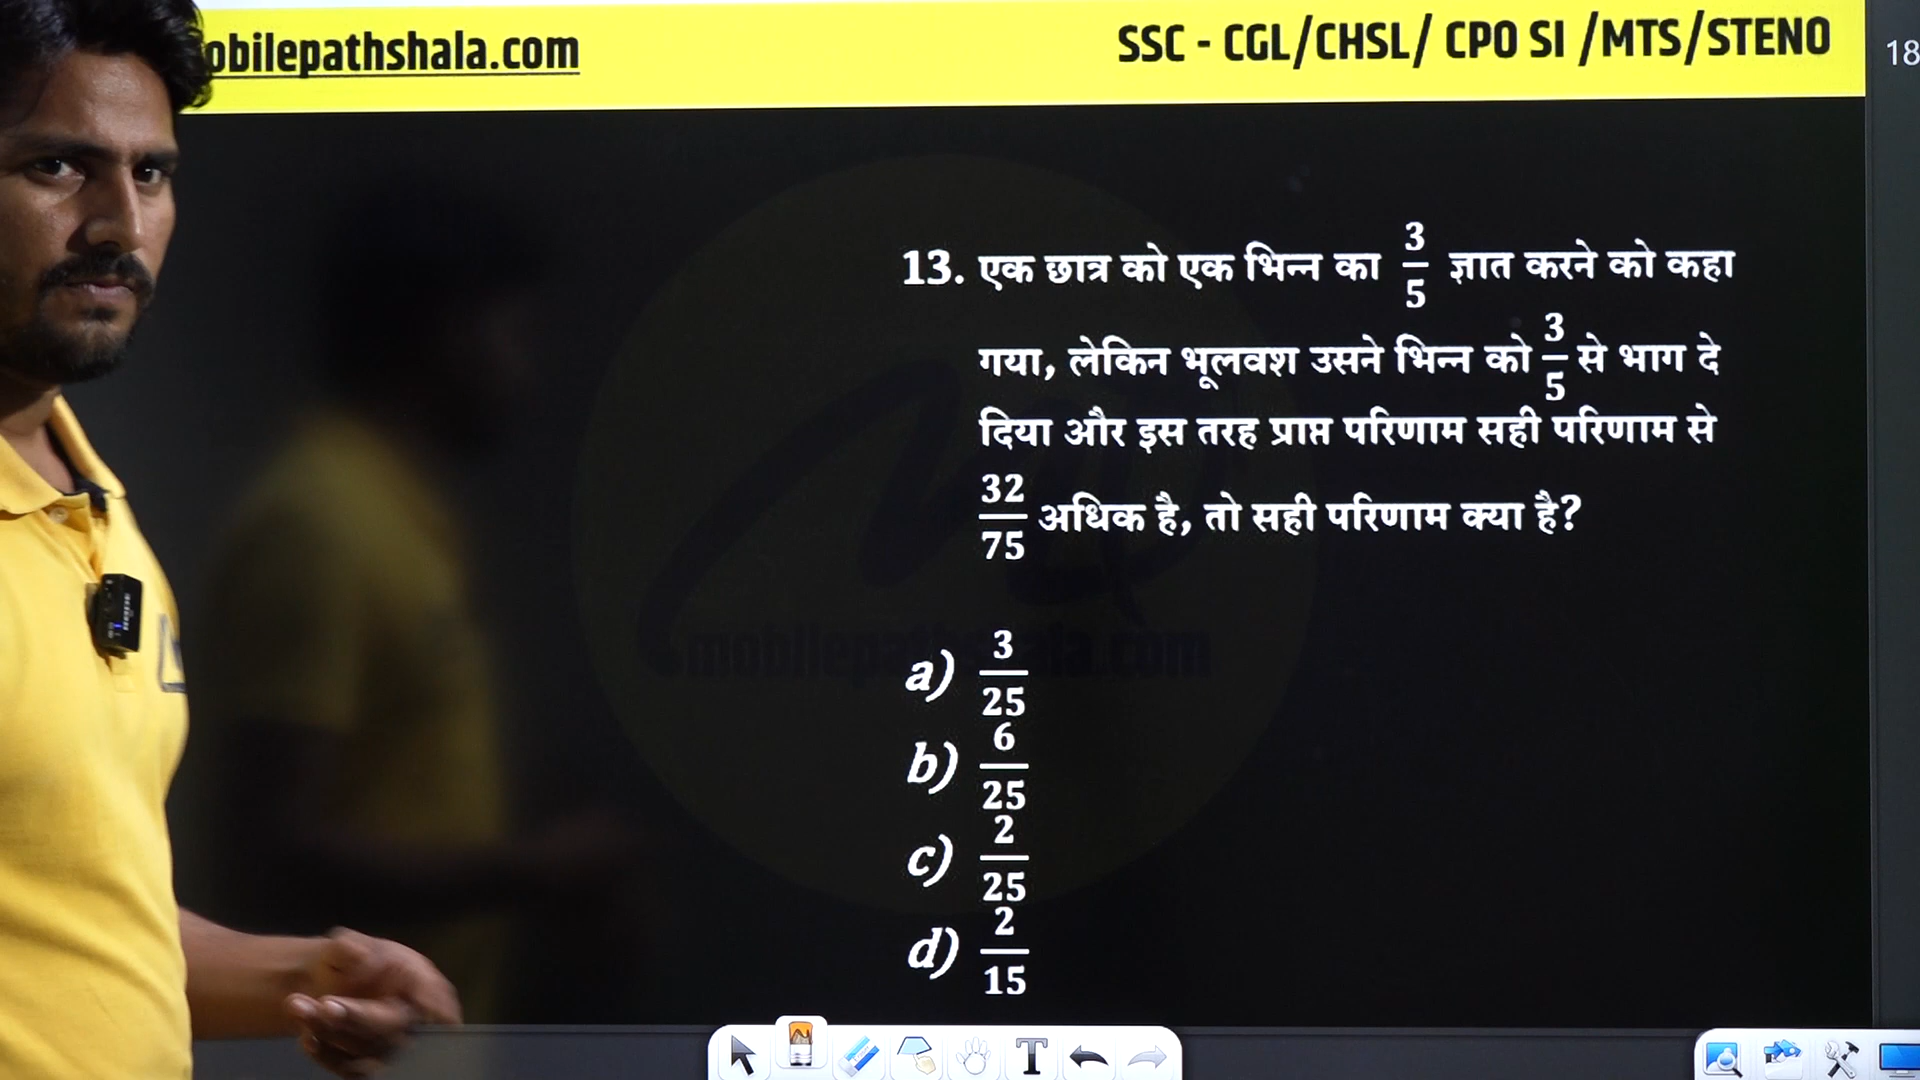 obilepathshala.com
SSC - CGL/CHSL/ CPO SI /MTS/STENO
18
13. एक छात्र को एक भिन्न का 3/5 ज्ञात करने को कहा
गया, लेकिन भूलवश उसने भिन्न को 3/5 से भाग दे
दिया और इस तरह प्राप्त परिणाम सही परिणाम से
32/75 अधिक है, तो सही परिणाम क्या है?
mobilepathshala.com
a) 3/25
b) 6/25
c) 2/25
d) 2/15
T